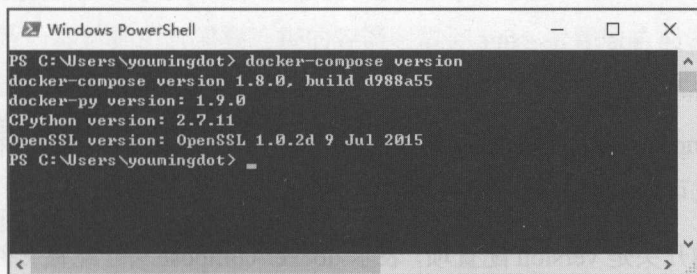 Windows PowerShell
PS C:\Users\youmingdot> docker-compose version
docker-compose version 1.8.0, build d988a55
docker-py version: 1.9.0
CPython version: 2.7.11
OpenSSL version: OpenSSL 1.0.2d 9 Jul 2015
PS C:\Users\youmingdot> _